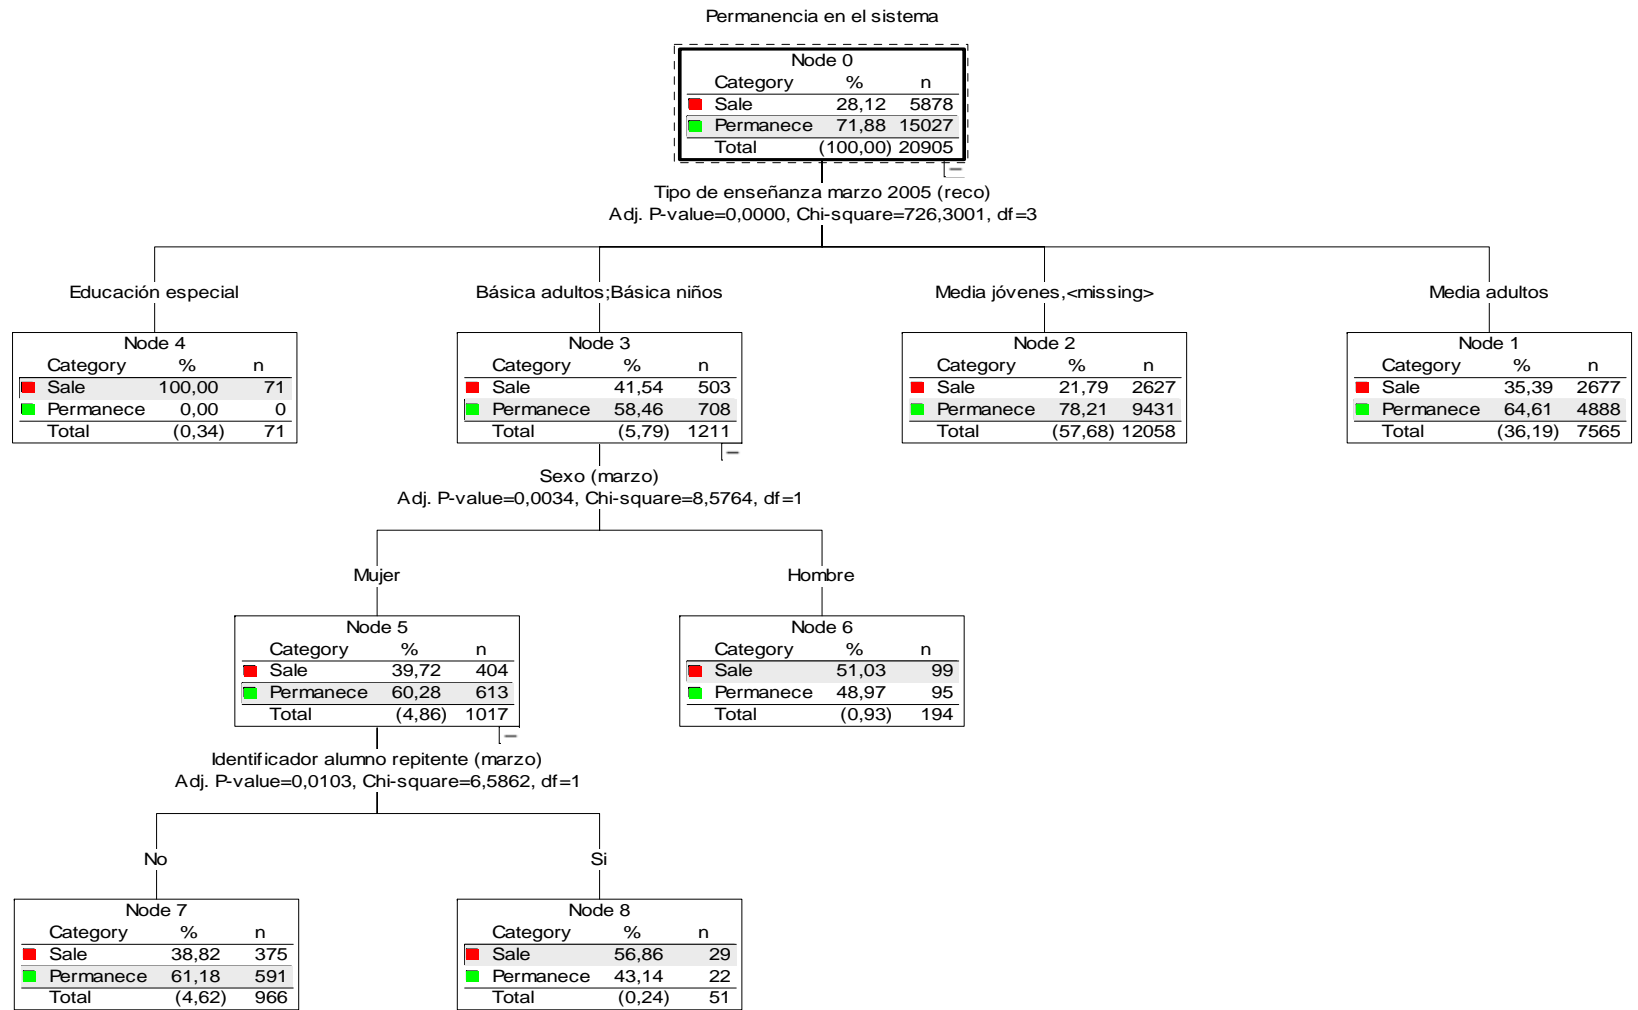 Permanencia en el sistema
Node 0
Category % n
Sale 28,12 5878
Permanece 71,88 15027
Total (100,00) 20905
Tipo de enseñanza marzo 2005 (reco)
Adj. P-value=0,0000, Chi-square=726,3001, df=3
Educación especial
Node 4
Category % n
Sale 100,00 71
Permanece 0,00 0
Total (0,34) 71
Básica adultos;Básica niños
Node 3
Category % n
Sale 41,54 503
Permanece 58,46 708
Total (5,79) 1211
Media jóvenes,<missing>
Node 2
Category % n
Sale 21,79 2627
Permanece 78,21 9431
Total (57,68) 12058
Media adultos
Node 1
Category % n
Sale 35,39 2677
Permanece 64,61 4888
Total (36,19) 7565
Sexo (marzo)
Adj. P-value=0,0034, Chi-square=8,5764, df=1
Mujer
Node 5
Category % n
Sale 39,72 404
Permanece 60,28 613
Total (4,86) 1017
Hombre
Node 6
Category % n
Sale 51,03 99
Permanece 48,97 95
Total (0,93) 194
Identificador alumno repitente (marzo)
Adj. P-value=0,0103, Chi-square=6,5862, df=1
No
Node 7
Category % n
Sale 38,82 375
Permanece 61,18 591
Total (4,62) 966
Si
Node 8
Category % n
Sale 56,86 29
Permanece 43,14 22
Total (0,24) 51